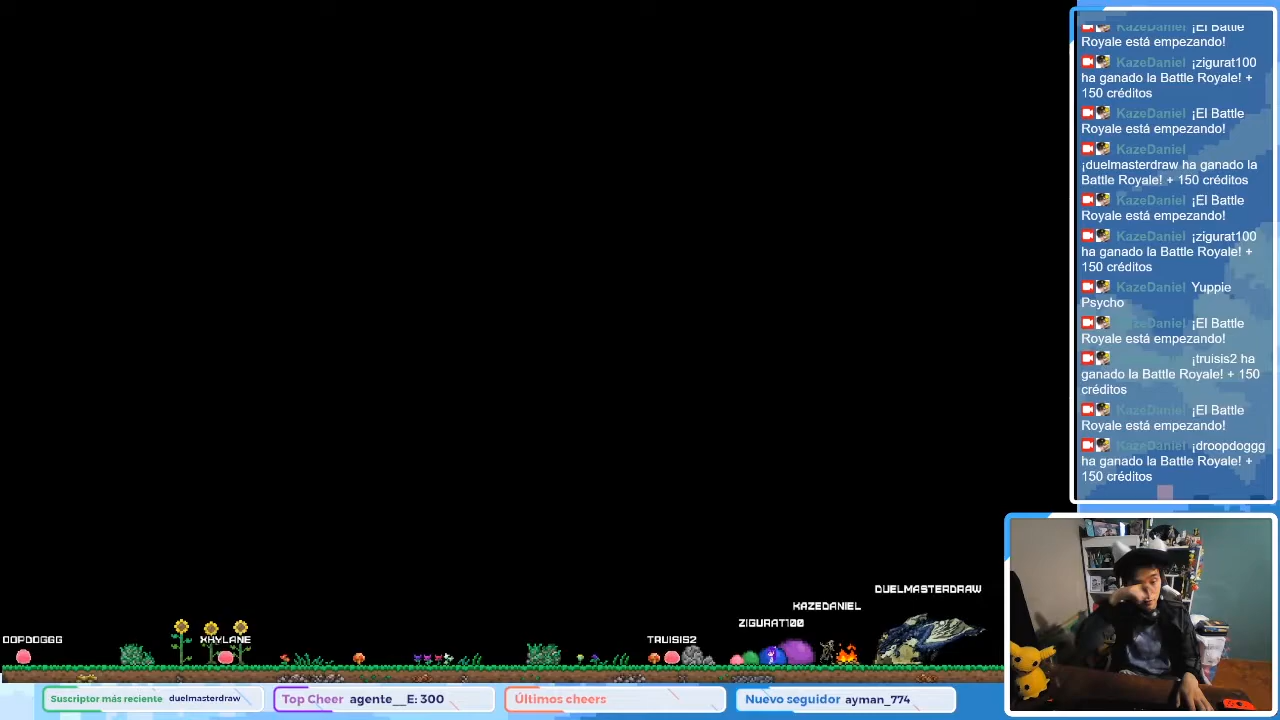 KazeDaniel ¡El Battle
Royale está empezando!
KazeDaniel ¡zigurat100
ha ganado la Battle Royale! +
150 créditos
KazeDaniel ¡El Battle
Royale está empezando!
KazeDaniel
¡duelmasterdraw ha ganado la
Battle Royale! + 150 créditos
KazeDaniel ¡El Battle
Royale está empezando!
KazeDaniel ¡zigurat100
ha ganado la Battle Royale! +
150 créditos
KazeDaniel Yuppie
Psycho
KazeDaniel ¡El Battle
Royale está empezando!
¡truisis2 ha
ganado la Battle Royale! + 150
créditos
KazeDaniel ¡El Battle
Royale está empezando!
KazeDaniel ¡droopdoggg
ha ganado la Battle Royale! +
150 créditos
DUELMASTERDRAW
KAZEDANIEL
ZIGURAT100
OOPDOGGG
XHYLANE
TRUISIS2
Suscriptor más reciente duelmasterdraw
Top Cheer agente__E: 300
Últimos cheers
Nuevo seguidor ayman_774